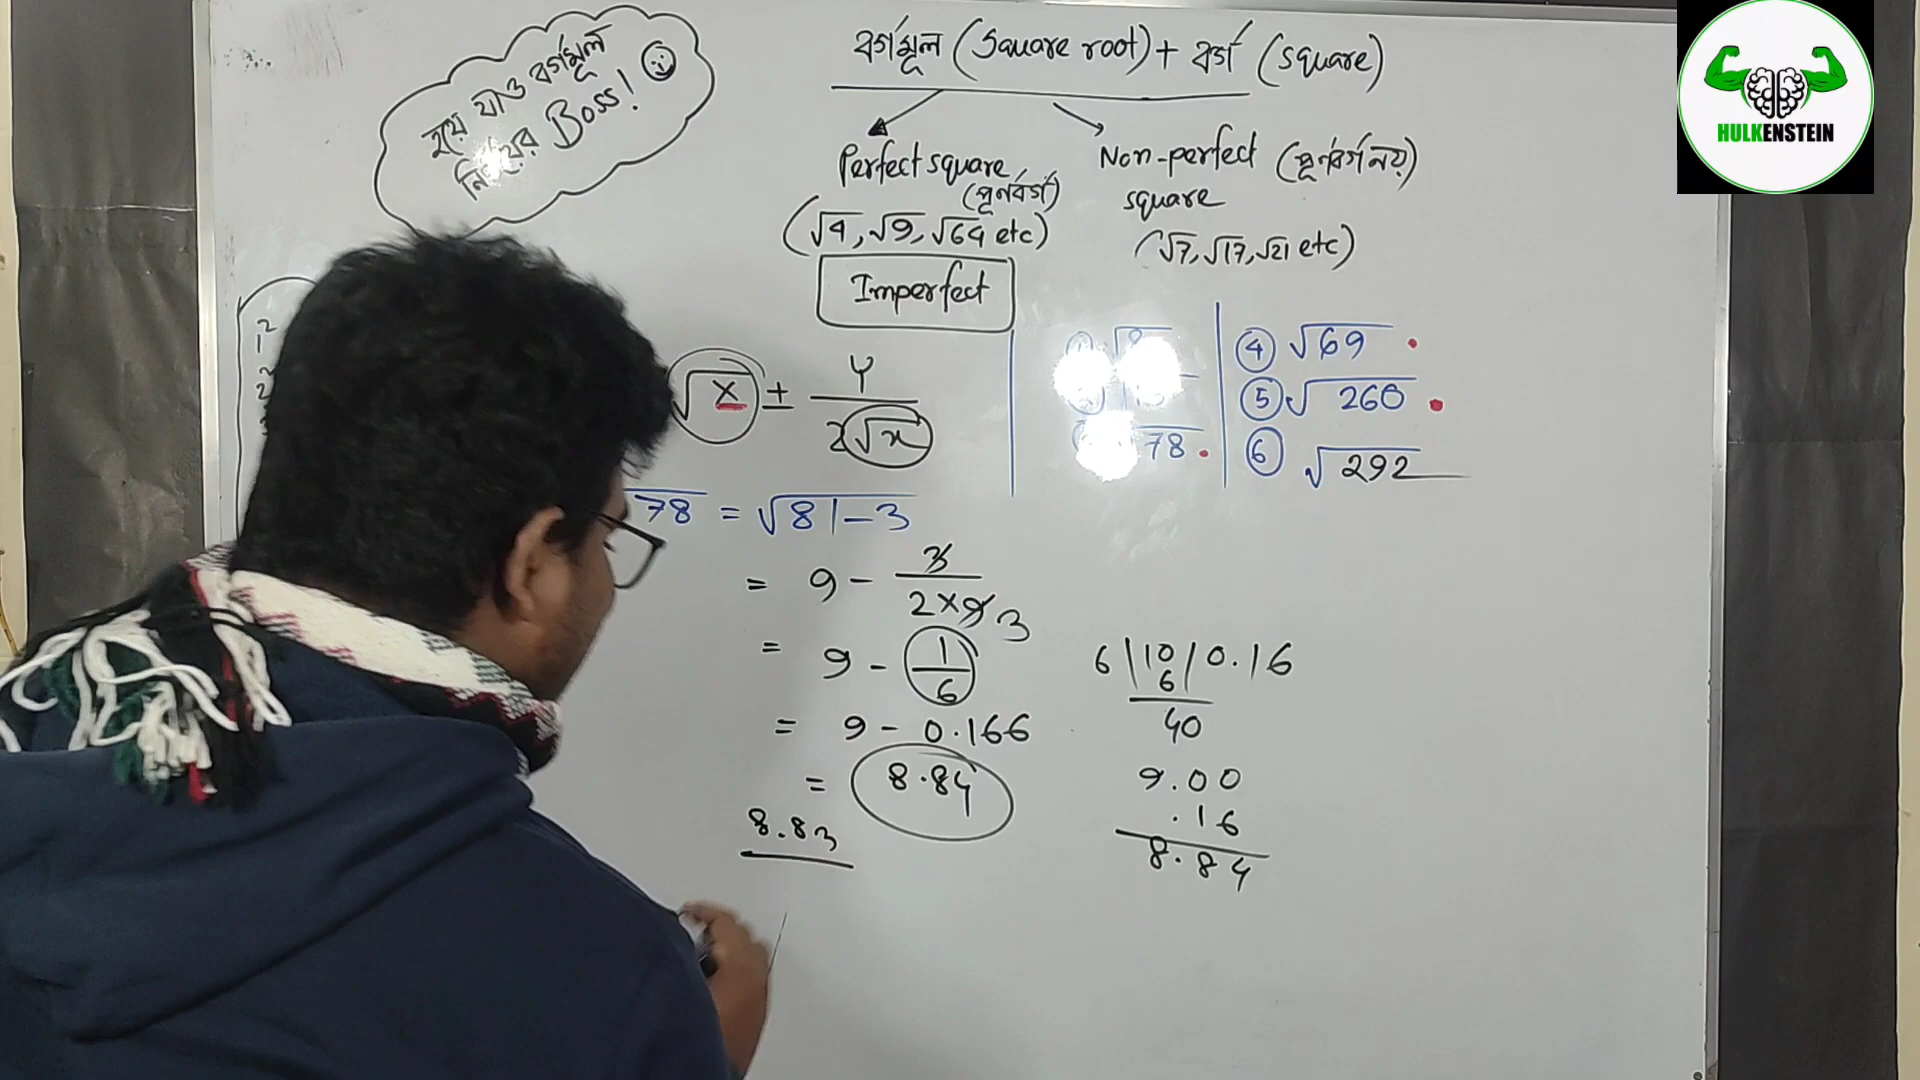 হয়ে যাও বর্গমূল
Boss!
বর্গমূল (Square root) + বর্গ (square)
Perfect square
(পূর্নবর্গ)
(√4, √9, √64 etc)
Non-perfect (পূর্নবর্গ নয়)
square
(√7, √17, √21 etc)
Imperfect
√x ± Y / 2√x
78
④ √69
⑤ √260
⑥ √292
78 = √81-3
= 9 - 3 / 2×9 3
= 9 - 1/6
= 9 - 0.166
= 8.84
8.83
6 | 10 | 0.16
6
40
9.00
.16
8.84
HULKENSTEIN